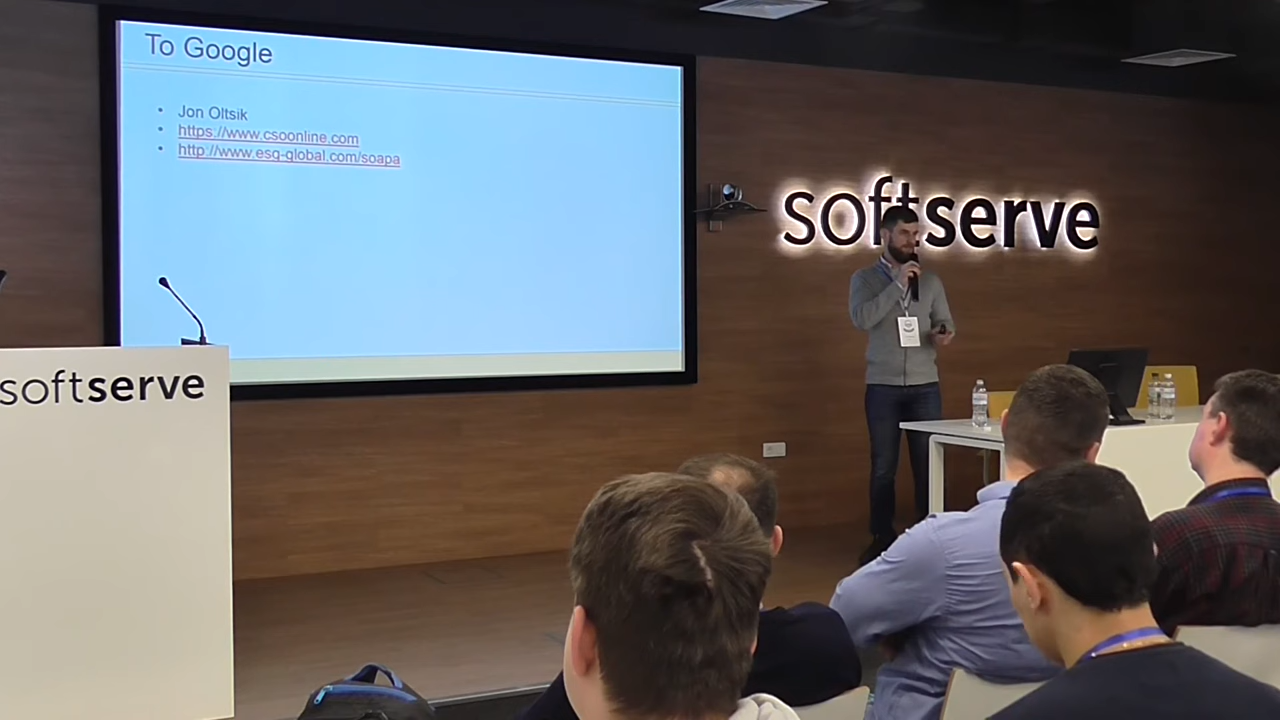 To Google
• Jon Oltsik
• https://www.csoonline.com
• http://www.esg-global.com/soapa
softserve
softserve